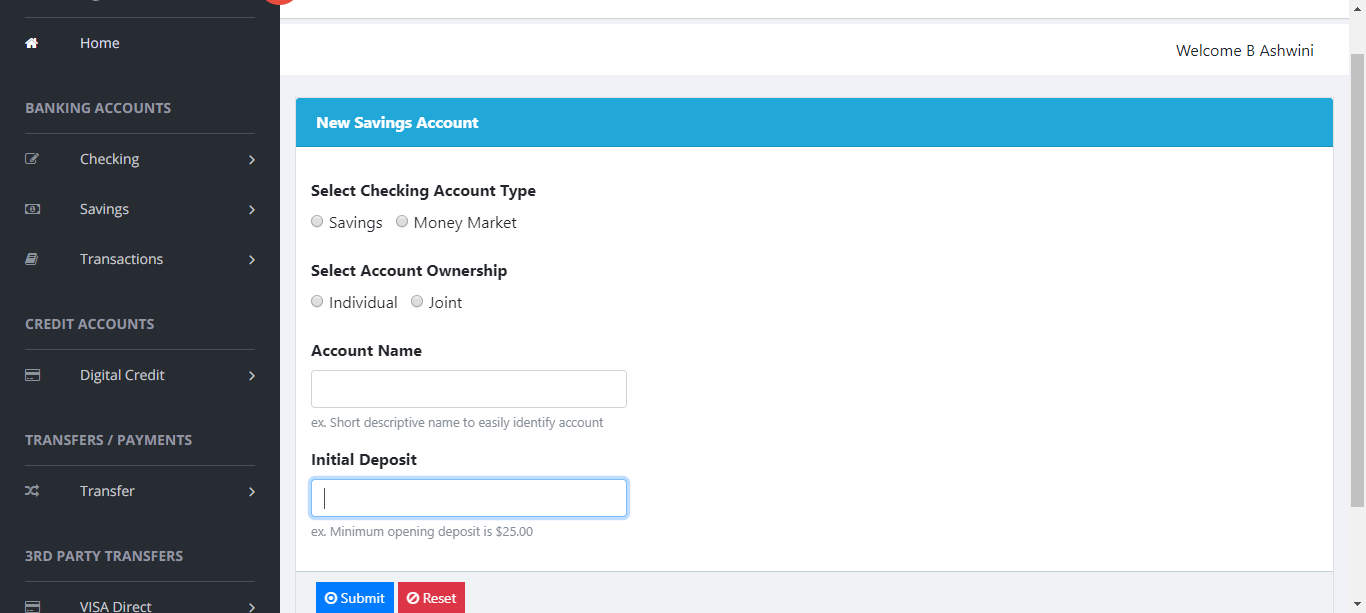 Home
BANKING ACCOUNTS
Checking
Savings
Transactions
CREDIT ACCOUNTS
Digital Credit
TRANSFERS / PAYMENTS
Transfer
3RD PARTY TRANSFERS
VISA Direct
Welcome B Ashwini
New Savings Account
Select Checking Account Type
Savings Money Market
Select Account Ownership
Individual Joint
Account Name
ex. Short descriptive name to easily identify account
Initial Deposit
ex. Minimum opening deposit is $25.00
Submit Reset